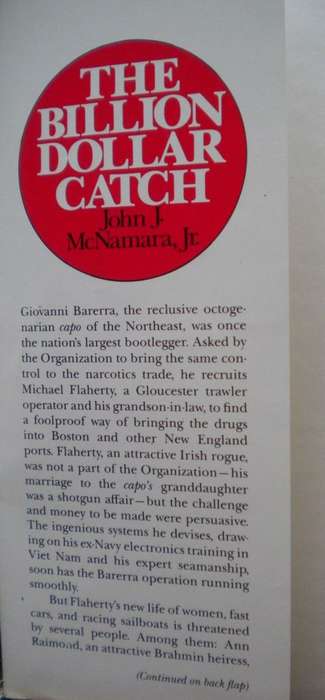 THE
BILLION
DOLLAR
CATCH
John J.
McNamara, Jr.
Giovanni Barerra, the reclusive octoge-
narian capo of the Northeast, was once
the nation's largest bootlegger. Asked by
the Organization to bring the same con-
trol to the narcotics trade, he recruits
Michael Flaherty, a Gloucester trawler
operator and his grandson-in-law, to find
a foolproof way of bringing the drugs
into Boston and other New England
ports. Flaherty, an attractive Irish rogue,
was not a part of the Organization—his
marriage to the capo's granddaughter
was a shotgun affair—but the challenge
and money to be made were persuasive.
The ingenious systems he devises, draw-
ing on his ex-Navy electronics training in
Viet Nam and his expert seamanship,
soon has the Barerra operation running
smoothly.
But Flaherty's new life of women, fast
cars, and racing sailboats is threatened
by several people. Among them: Ann
Raimond, an attractive Brahmin heiress,
(Continued on back flap)